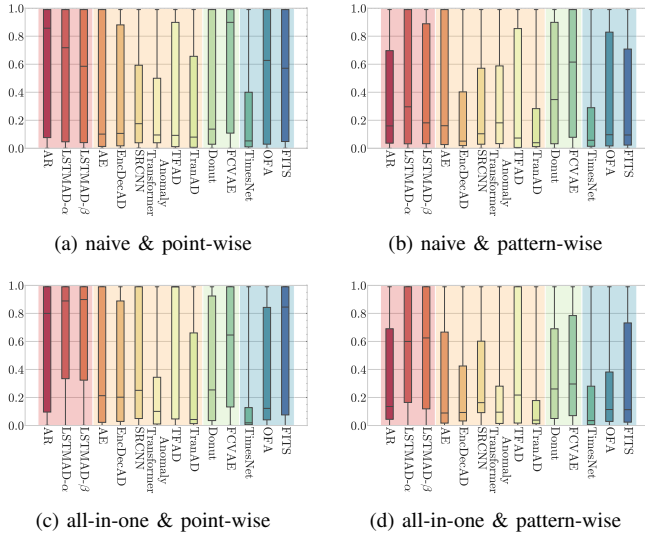 1.0 1.0
0.8 0.8
0.6 0.6
0.4 0.4
0.2 0.2
0.0 0.0
AR LSTMAD-α LSTMAD-β AE EncDecAD SRCNN Anomaly Transformer TFAD TranAD Donut FCVAE TimesNet OFA FITS
AR LSTMAD-α LSTMAD-β AE EncDecAD SRCNN Anomaly Transformer TFAD TranAD Donut FCVAE TimesNet OFA FITS
(a) naive & point-wise (b) naive & pattern-wise
1.0 1.0
0.8 0.8
0.6 0.6
0.4 0.4
0.2 0.2
0.0 0.0
AR LSTMAD-α LSTMAD-β AE EncDecAD SRCNN Anomaly Transformer TFAD TranAD Donut FCVAE TimesNet OFA FITS
AR LSTMAD-α LSTMAD-β AE EncDecAD SRCNN Anomaly Transformer TFAD TranAD Donut FCVAE TimesNet OFA FITS
(c) all-in-one & point-wise (d) all-in-one & pattern-wise